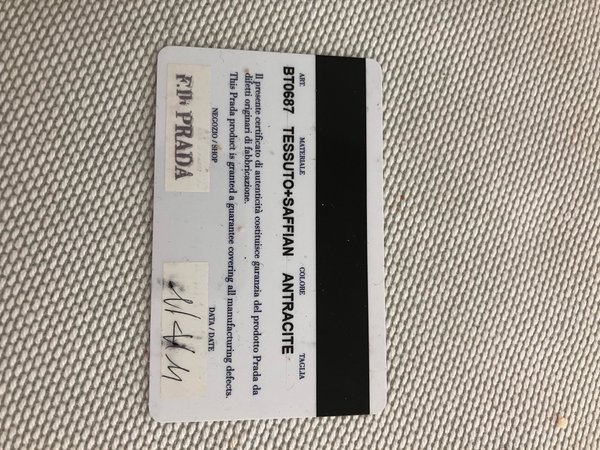 ART. MATERIALE COLORE TAGLIA
BT0687 TESSUTO+SAFFIAN ANTRACITE
Il presente certificato di autenticità costituisce garanzia del prodotto Prada da
difetti originari di fabbricazione.
This Prada product is granted a guarantee covering all manufacturing defects.
NEGOZIO / SHOP DATA / DATE
F.lli PRADA